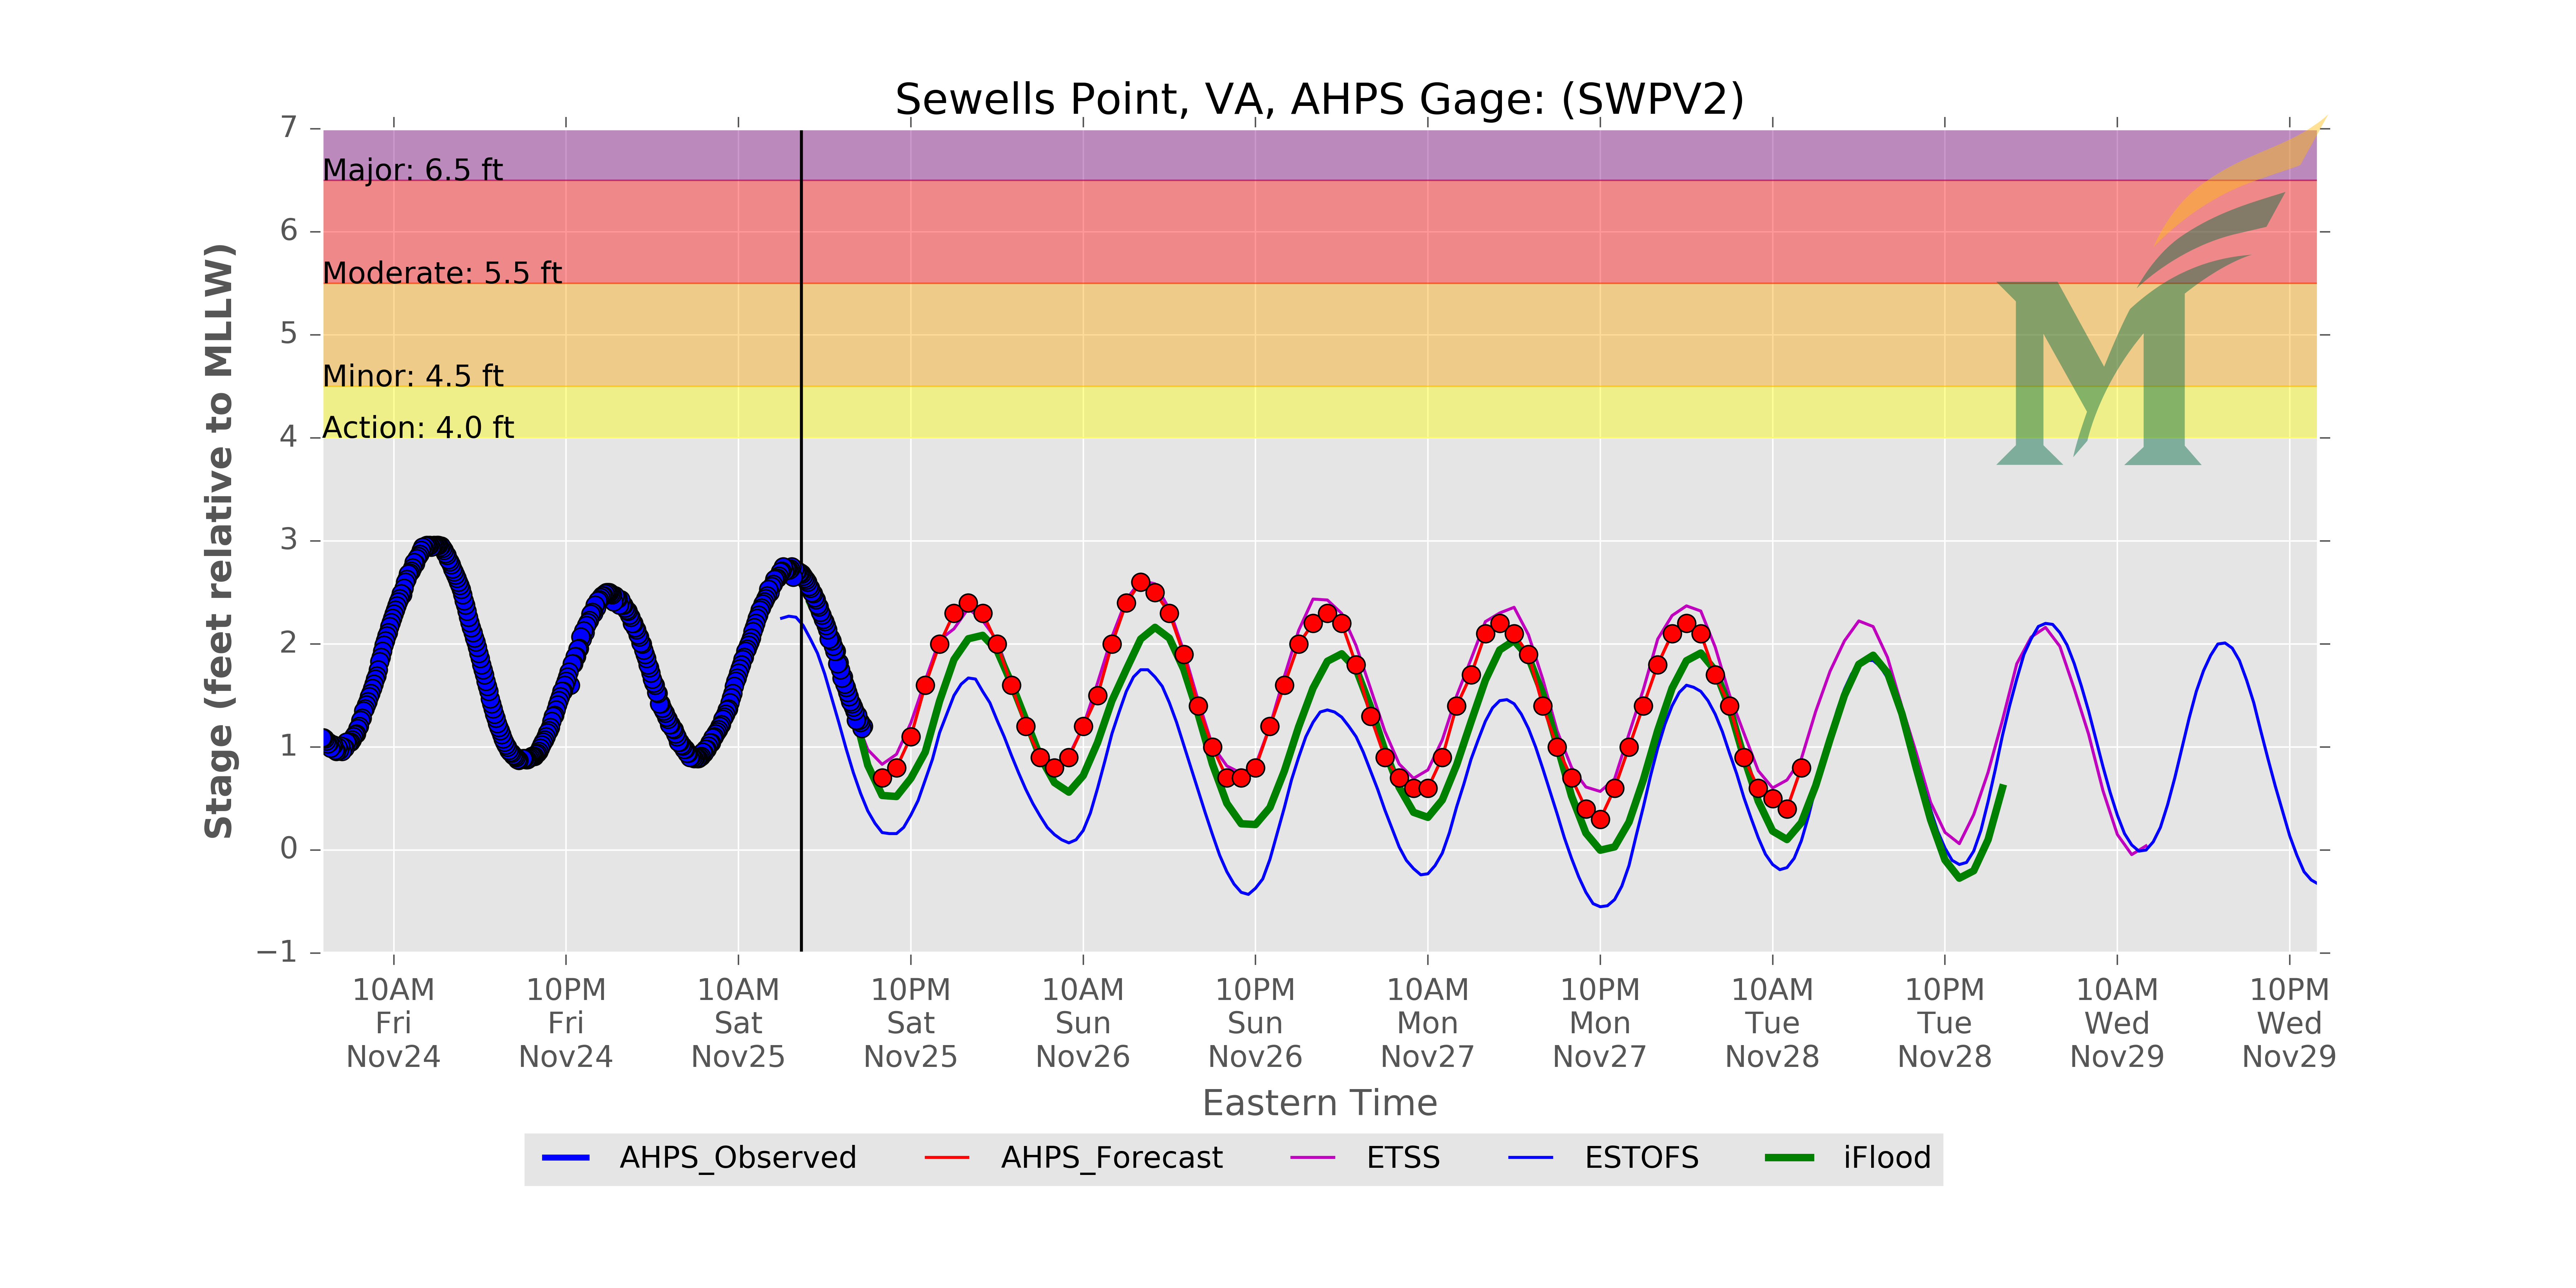 Sewells Point, VA, AHPS Gage: (SWPV2)
Stage (feet relative to MLLW)
7
6
5
4
3
2
1
0
−1
Major: 6.5 ft
Moderate: 5.5 ft
Minor: 4.5 ft
Action: 4.0 ft
M
10AM 10PM 10AM 10PM 10AM 10PM 10AM 10PM 10AM 10PM 10AM 10PM
Fri Fri Sat Sat Sun Sun Mon Mon Tue Tue Wed Wed
Nov24 Nov24 Nov25 Nov25 Nov26 Nov26 Nov27 Nov27 Nov28 Nov28 Nov29 Nov29
Eastern Time
AHPS_Observed AHPS_Forecast ETSS ESTOFS iFlood